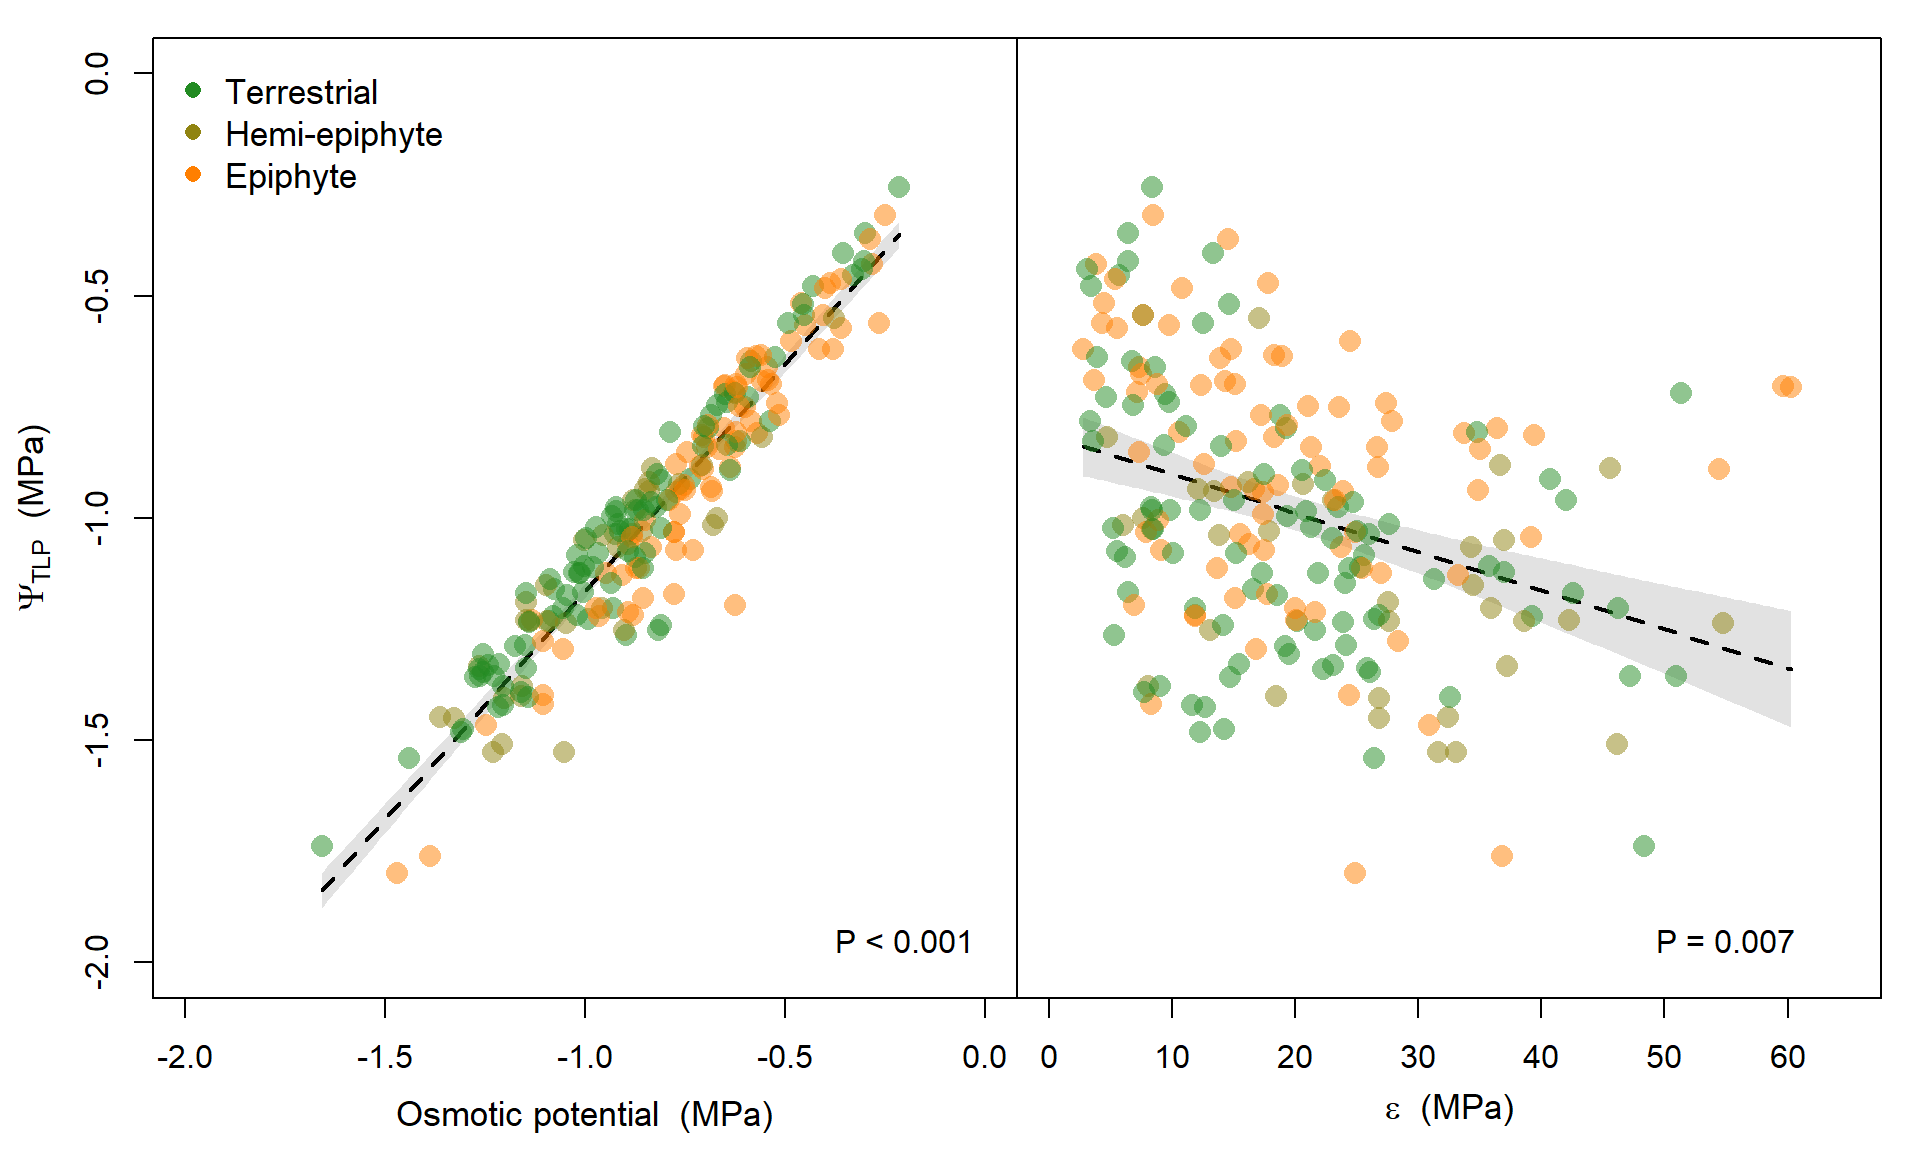 Terrestrial
Hemi-epiphyte
Epiphyte
0.0
-0.5
-1.0
-1.5
-2.0
ΨTLP (MPa)
P < 0.001
P = 0.007
-2.0 -1.5 -1.0 -0.5 0.0
0 10 20 30 40 50 60
Osmotic potential (MPa)
ε (MPa)